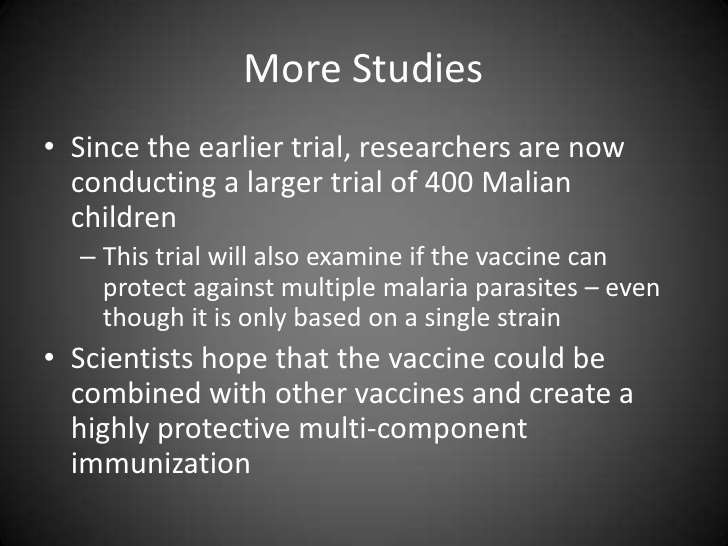 More Studies
• Since the earlier trial, researchers are now
conducting a larger trial of 400 Malian
children
– This trial will also examine if the vaccine can
protect against multiple malaria parasites – even
though it is only based on a single strain
• Scientists hope that the vaccine could be
combined with other vaccines and create a
highly protective multi-component
immunization